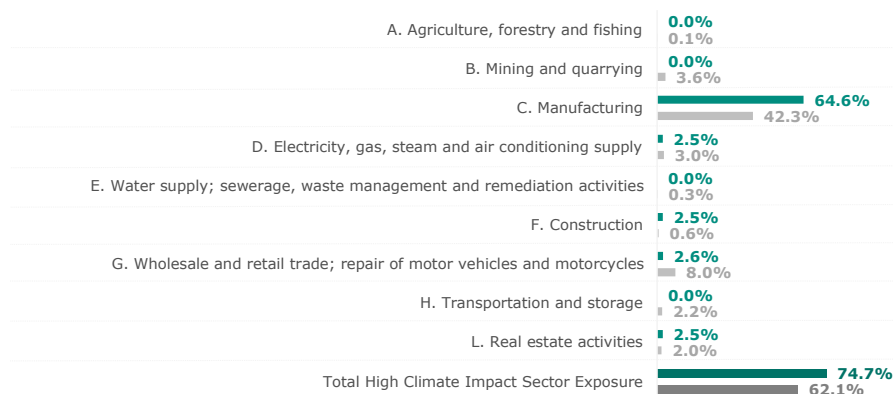 A. Agriculture, forestry and fishing
0.0%
0.1%
B. Mining and quarrying
0.0%
3.6%
C. Manufacturing
64.6%
42.3%
D. Electricity, gas, steam and air conditioning supply
2.5%
3.0%
E. Water supply; sewerage, waste management and remediation activities
0.0%
0.3%
F. Construction
2.5%
0.6%
G. Wholesale and retail trade; repair of motor vehicles and motorcycles
2.6%
8.0%
H. Transportation and storage
0.0%
2.2%
L. Real estate activities
2.5%
2.0%
Total High Climate Impact Sector Exposure
74.7%
62.1%